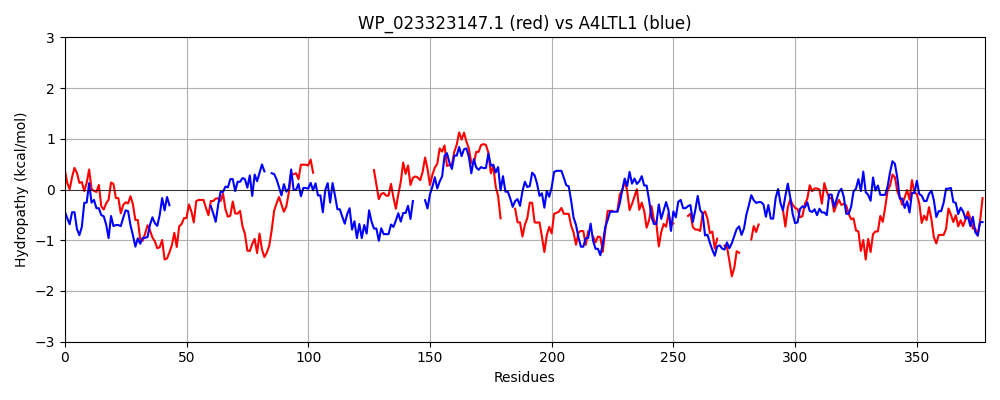 WP_023323147.1 (red) vs A4LTL1 (blue)
3
2
1
0
−1
−2
−3
Hydropathy (kcal/mol)
0 50 100 150 200 250 300 350
Residues